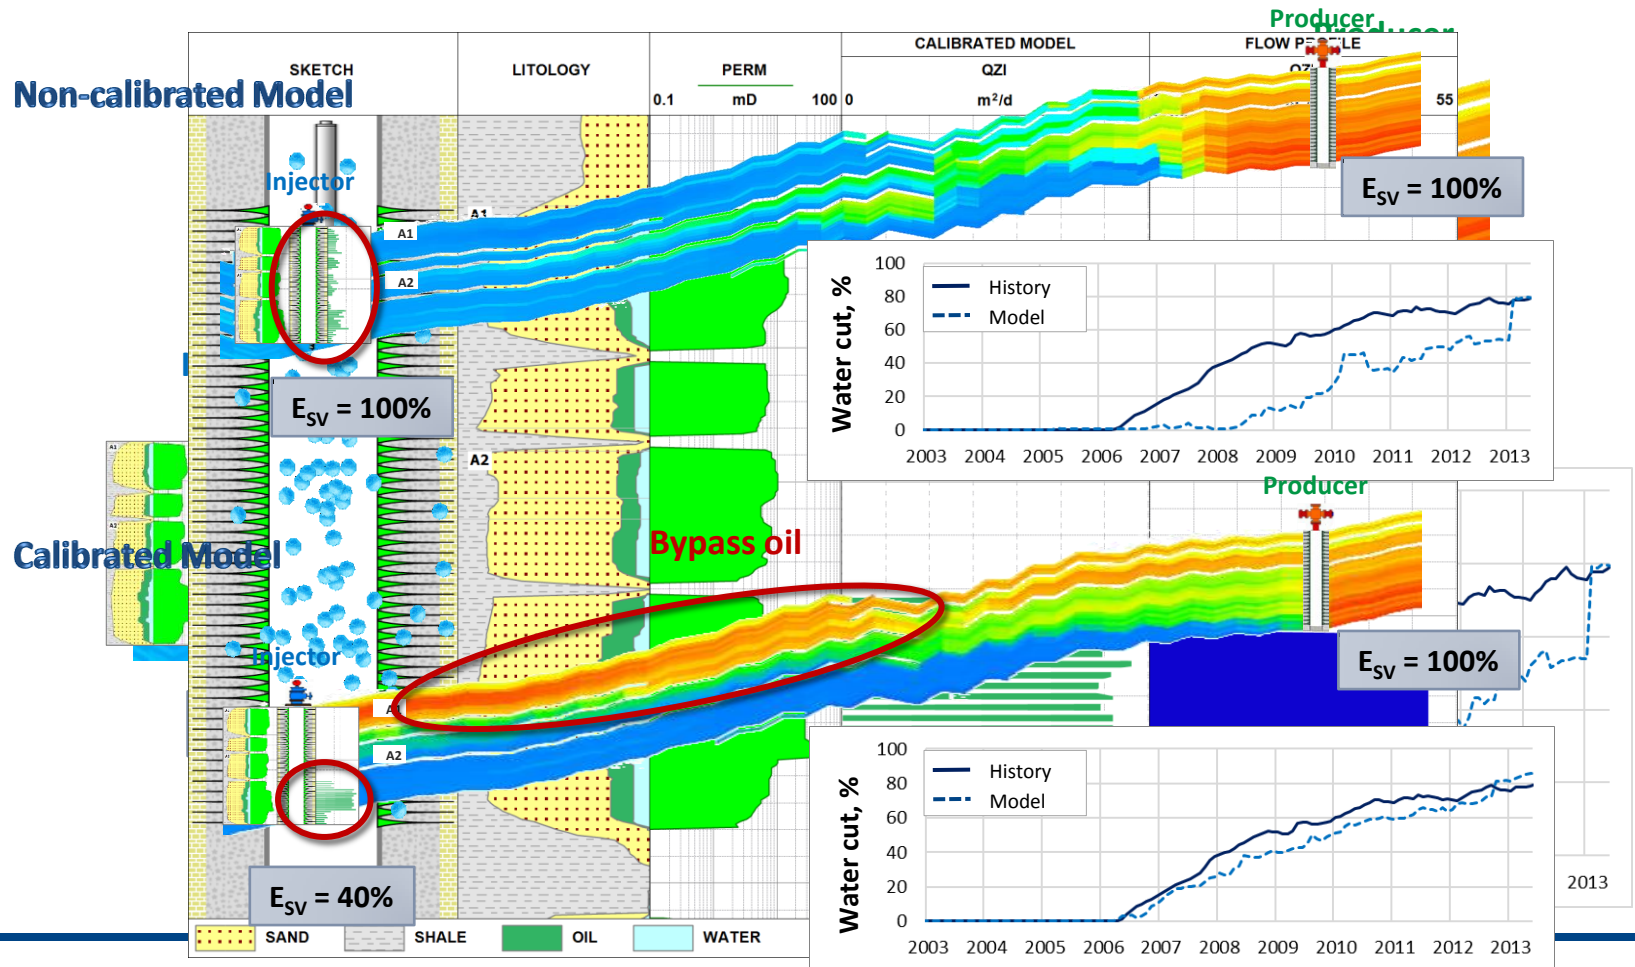 Producer
Producer
CALIBRATED MODEL
FLOW PROFILE
SKETCH
LITOLOGY
PERM
QZI
0.1 mD 100
0 m²/d
55
Non-calibrated Model
Injector
A1
A1
A2
ESV = 100%
ESV = 100%
Water cut, %
100
80
60
40
20
0
History
Model
2003 2004 2005 2006 2007 2008 2009 2010 2011 2012 2013
A2
Producer
Bypass oil
Calibrated Model
Injector
A1
A2
ESV = 100%
ESV = 40%
Water cut, %
100
80
60
40
20
0
History
Model
2003 2004 2005 2006 2007 2008 2009 2010 2011 2012 2013
2013
SAND SHALE OIL WATER